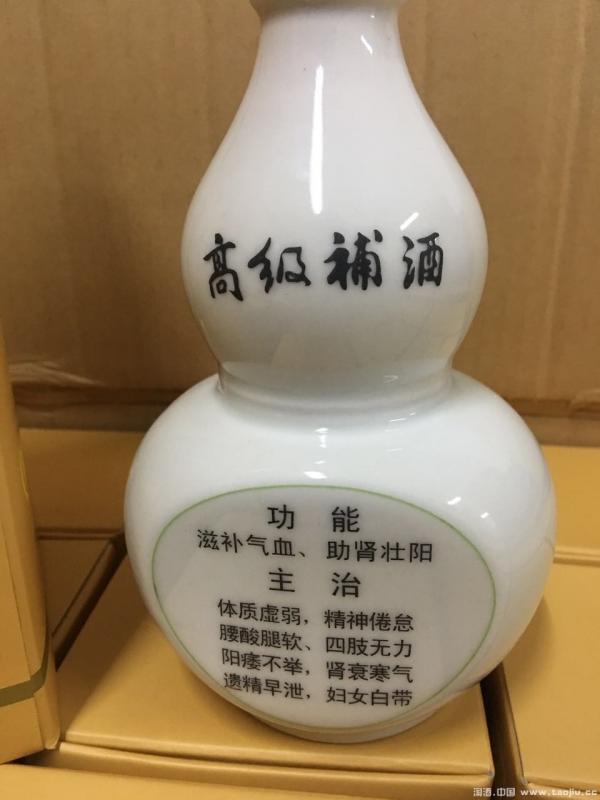 高级补酒
功能
滋补气血、助肾壮阳
主治
体质虚弱，精神倦怠
腰酸腿软、四肢无力
阳痿不举，肾衰寒气
遗精早泄，妇女白带
淘酒.中国 www.taojiu.cc